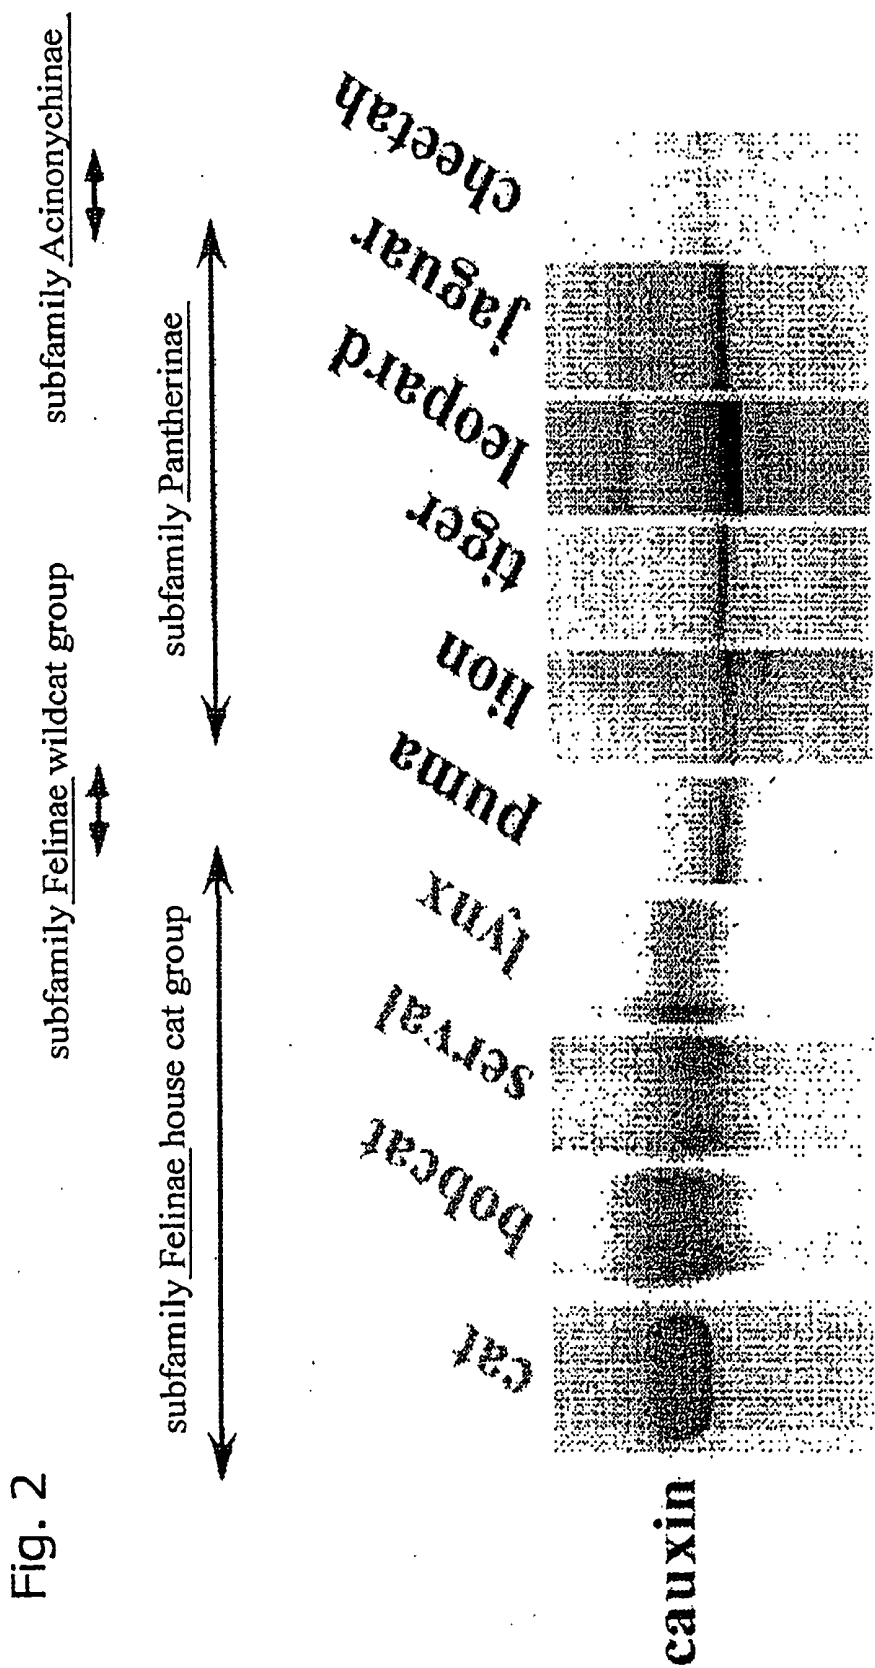 Fig. 2
subfamily Felinae wildcat group
subfamily Acinonychinae
subfamily Felinae house cat group
subfamily Pantherinae
cat
bobcat
serval
lynx
puma
lion
tiger
leopard
jaguar
cheetah
cauxin